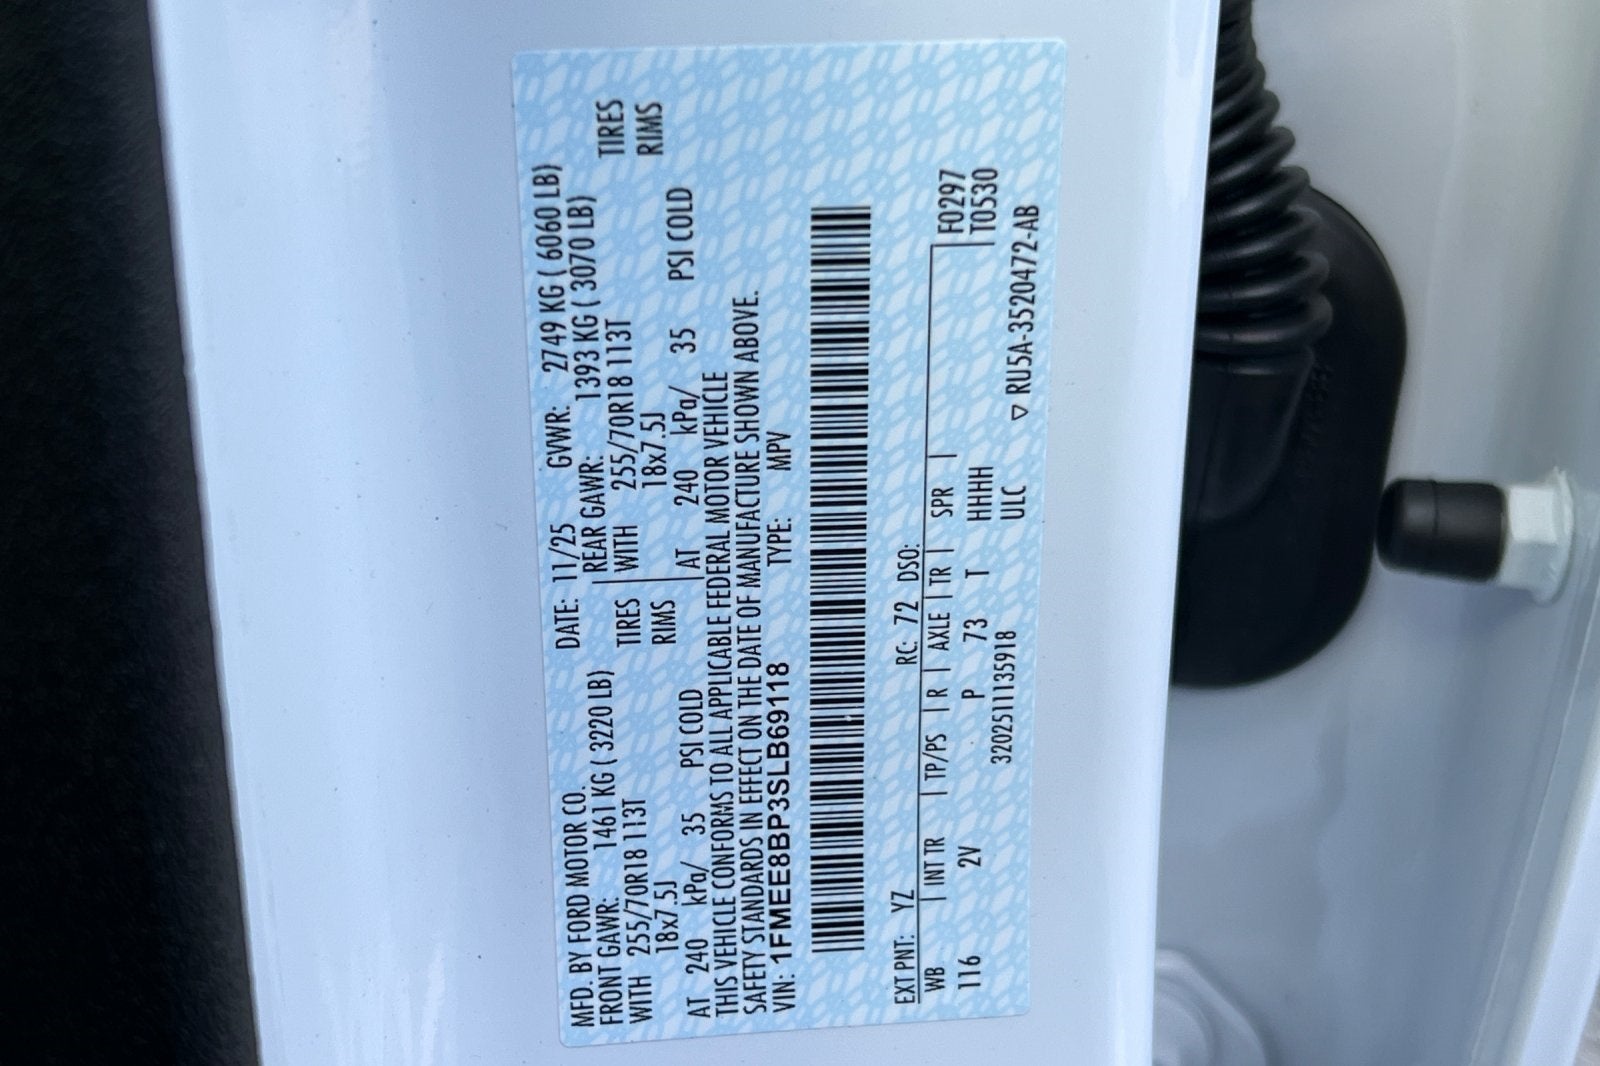 MFD. BY FORD MOTOR CO. DATE: 11/25 GVWR: 2749 KG ( 6060 LB)
FRONT GAWR: 1461 KG ( 3220 LB) REAR GAWR: 1393 KG ( 3070 LB)
WITH 255/70R18 113T TIRES WITH 255/70R18 113T TIRES
18x7.5J RIMS 18x7.5J RIMS
AT 240 kPa/ 35 PSI COLD AT 240 kPa/ 35 PSI COLD
THIS VEHICLE CONFORMS TO ALL APPLICABLE FEDERAL MOTOR VEHICLE
SAFETY STANDARDS IN EFFECT ON THE DATE OF MANUFACTURE SHOWN ABOVE.
VIN: 1FMEE8BP3SLB69118 TYPE: MPV
EXT PNT: YZ RC: 72 DSO:
WB | INT TR | TP/PS | R | AXLE | TR | SPR | F0297
116 2V P 73 T HHHH T0530
320251135918 ULC
▽ RU5A-3520472-AB